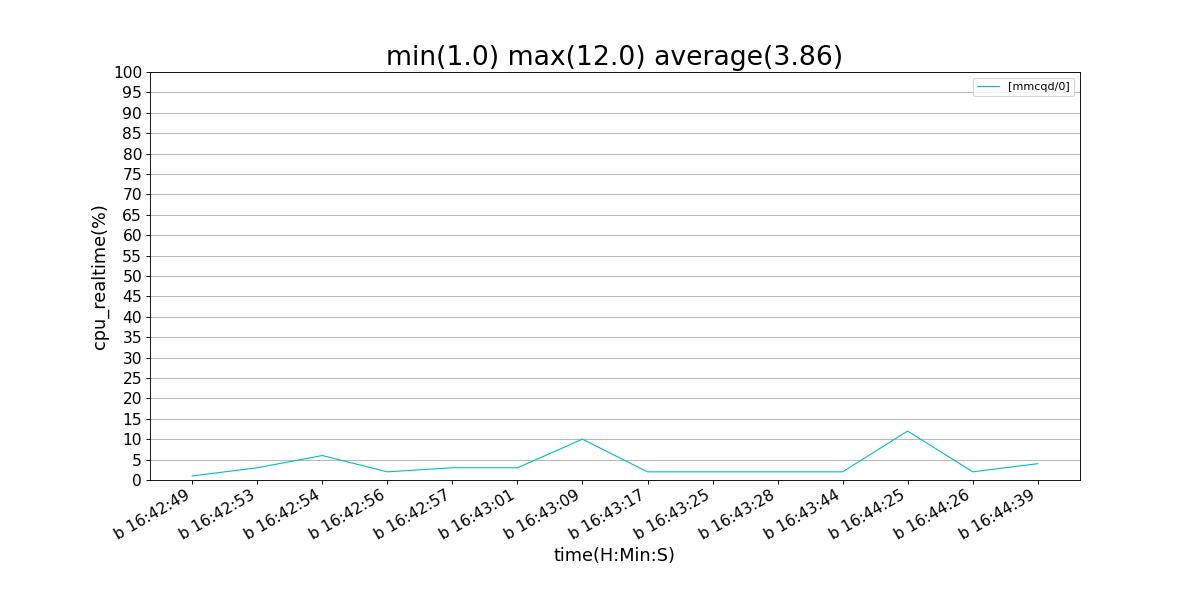 min(1.0) max(12.0) average(3.86)
[mmcqd/0]
100
95
90
85
80
75
70
65
60
55
50
45
40
35
30
25
20
15
10
5
0
cpu_realtime(%)
b 16:42:49
b 16:42:53
b 16:42:54
b 16:42:56
b 16:42:57
b 16:43:01
b 16:43:09
b 16:43:17
b 16:43:25
b 16:43:28
b 16:43:44
b 16:44:25
b 16:44:26
b 16:44:39
time(H:Min:S)